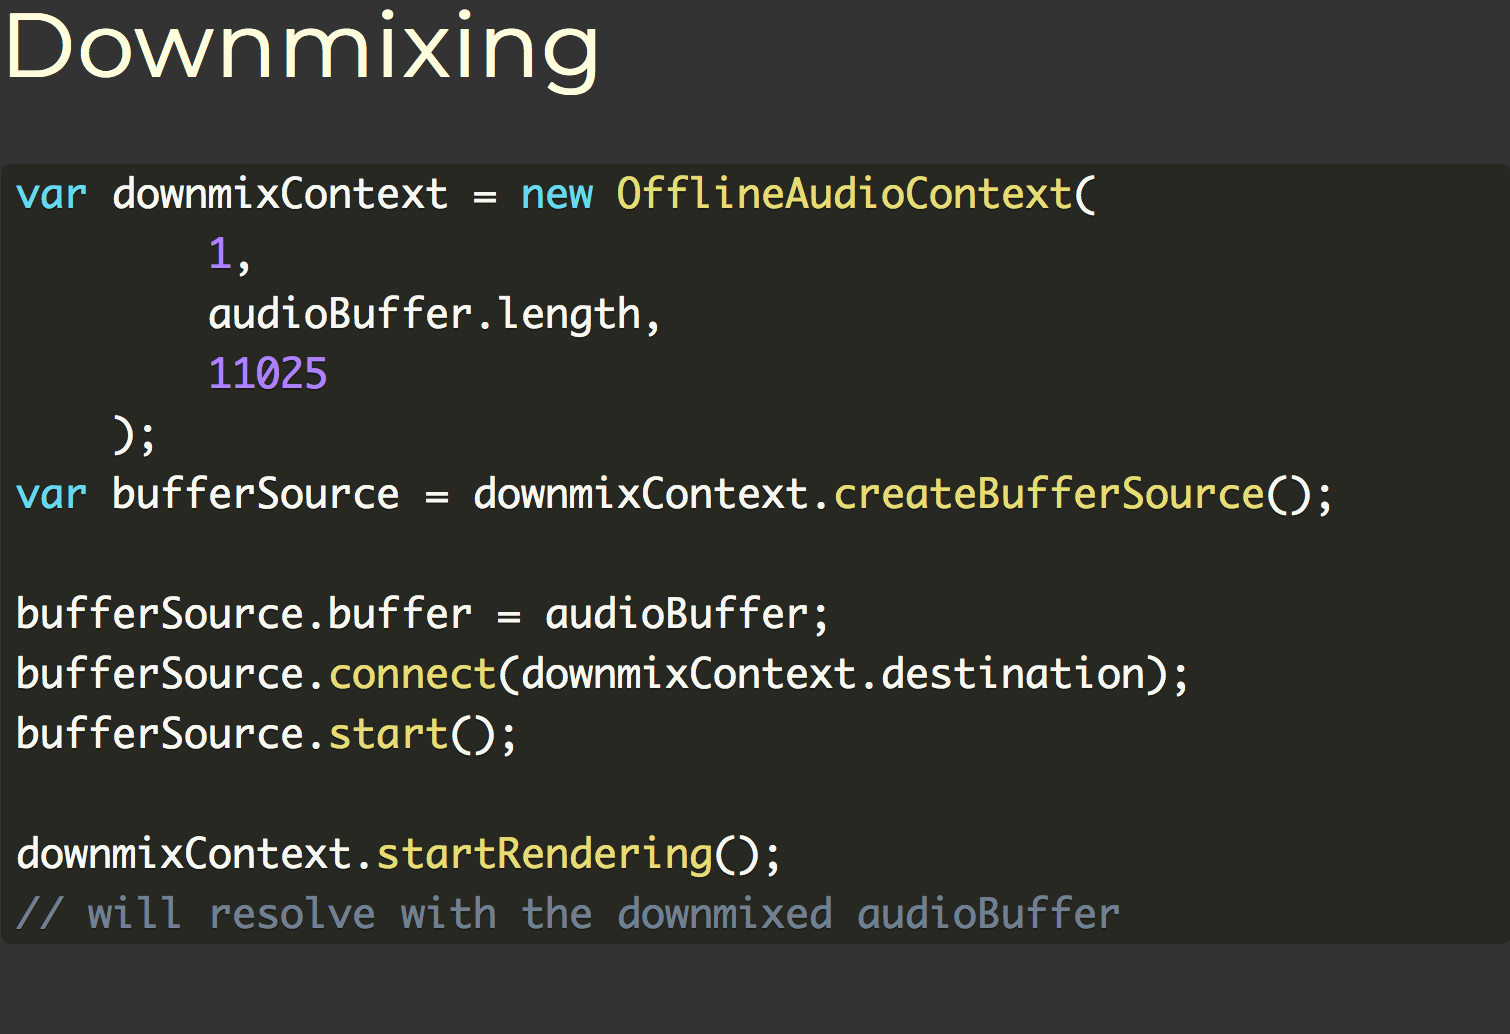 Downmixing
var downmixContext = new OfflineAudioContext(
        1,
        audioBuffer.length,
        11025
    );
var bufferSource = downmixContext.createBufferSource();
bufferSource.buffer = audioBuffer;
bufferSource.connect(downmixContext.destination);
bufferSource.start();
downmixContext.startRendering();
// will resolve with the downmixed audioBuffer